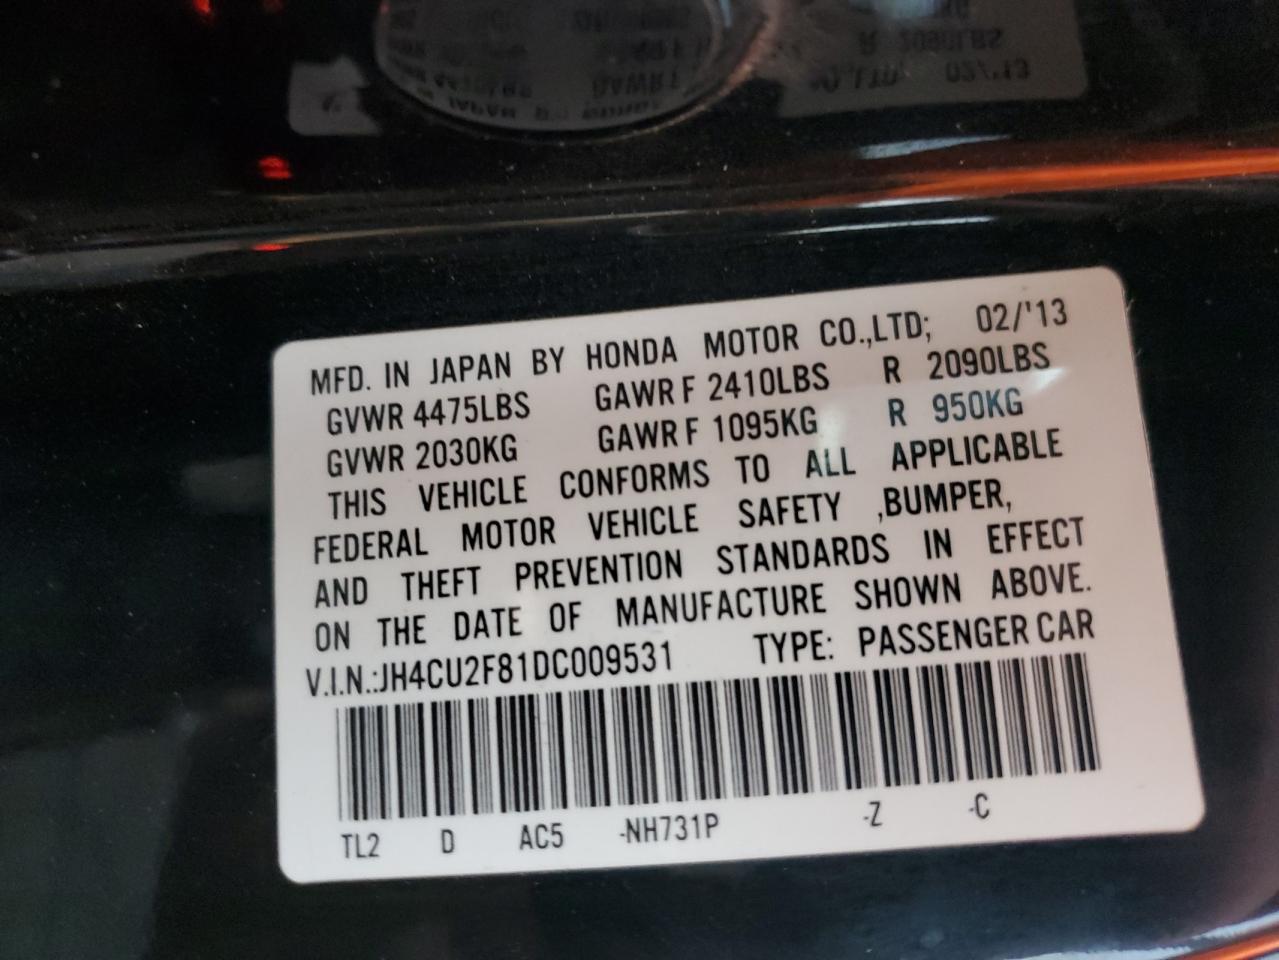 MFD. IN JAPAN BY HONDA MOTOR CO.,LTD; 02/'13
GVWR 4475LBS GAWR F 2410LBS R 2090LBS
GVWR 2030KG GAWR F 1095KG R 950KG
THIS VEHICLE CONFORMS TO ALL APPLICABLE
FEDERAL MOTOR VEHICLE SAFETY ,BUMPER,
AND THEFT PREVENTION STANDARDS IN EFFECT
ON THE DATE OF MANUFACTURE SHOWN ABOVE.
V.I.N.:JH4CU2F81DC009531 TYPE: PASSENGER CAR
TL2 D AC5 -NH731P -Z -C